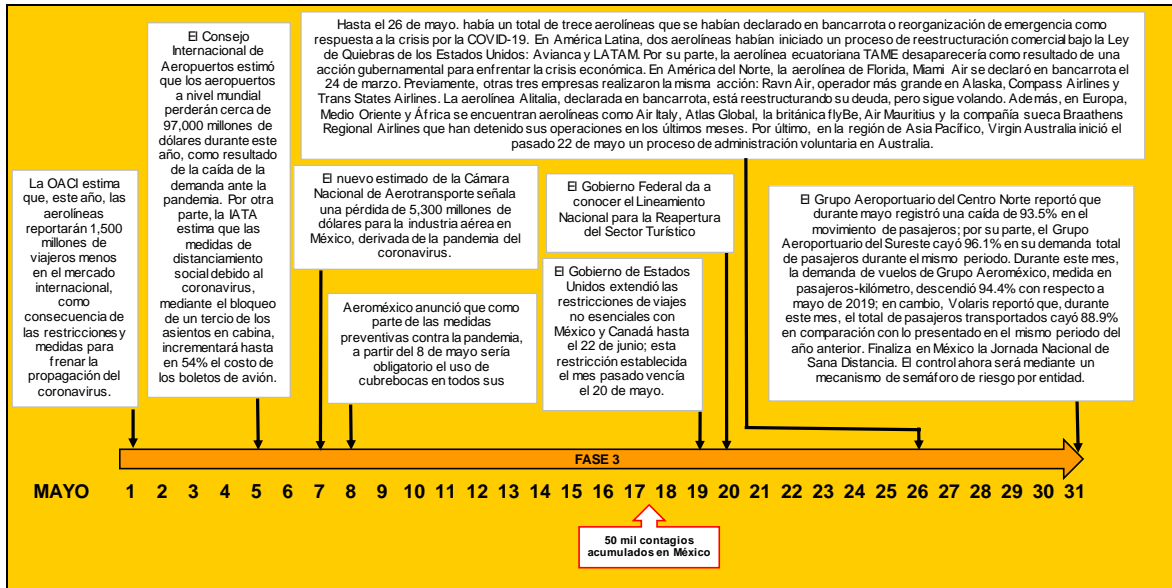 Hasta el 26 de mayo. había un total de trece aerolíneas que se habían declarado en bancarrota o reorganización de emergencia como
respuesta a la crisis por la COVID-19. En América Latina, dos aerolíneas habían iniciado un proceso de reestructuración comercial bajo la Ley
de Quiebras de los Estados Unidos: Avianca y LATAM. Por su parte, la aerolínea ecuatoriana TAME desaparecería como resultado de una
acción gubernamental para enfrentar la crisis económica. En América del Norte, la aerolínea de Florida, Miami Air se declaró en bancarrota el
24 de marzo. Previamente, otras tres empresas realizaron la misma acción: Ravn Air, operador más grande en Alaska, Compass Airlines y
Trans States Airlines. La aerolínea Alitalia, declarada en bancarrota, está reestructurando su deuda, pero sigue volando. Además, en Europa,
Medio Oriente y África se encuentran aerolíneas como Air Italy, Atlas Global, la británica flyBe, Air Mauritius y la compañía sueca Braathens
Regional Airlines que han detenido sus operaciones en los últimos meses. Por último, en la región de Asia Pacífico, Virgin Australia inició el
pasado 22 de mayo un proceso de administración voluntaria en Australia.
La OACI estima
que, este año, las
aerolíneas
reportarán 1,500
millones de
viajeros menos
en el mercado
internacional,
como
consecuencia de
las restricciones y
medidas para
frenar la
propagación del
coronavirus.
El Consejo
Internacional de
Aeropuertos estimó
que los aeropuertos
a nivel mundial
perderán cerca de
97,000 millones de
dólares durante este
año, como resultado
de la caída de la
demanda ante la
pandemia. Por otra
parte, la IATA
estima que las
medidas de
distanciamiento
social debido al
coronavirus,
mediante el bloqueo
de un tercio de los
asientos en cabina,
incrementará hasta
en 54% el costo de
los boletos de avión.
El nuevo estimado de la Cámara
Nacional de Aerotransporte señala
una pérdida de 5,300 millones de
dólares para la industria aérea en
México, derivada de la pandemia del
coronavirus.
Aeroméxico anunció que como
parte de las medidas
preventivas contra la pandemia,
a partir del 8 de mayo sería
obligatorio el uso de
cubrebocas en todos sus
El Gobierno Federal da a
conocer el Lineamiento
Nacional para la Reapertura
del Sector Turístico
El Gobierno de Estados
Unidos extendió las
restricciones de viajes
no esenciales con
México y Canadá hasta
el 22 de junio; esta
restricción establecida
el mes pasado vencía
el 20 de mayo.
El Grupo Aeroportuario del Centro Norte reportó que
durante mayo registró una caída de 93.5% en el
movimiento de pasajeros; por su parte, el Grupo
Aeroportuario del Sureste cayó 96.1% en su demanda total
de pasajeros durante el mismo periodo. Durante este mes,
la demanda de vuelos de Grupo Aeroméxico, medida en
pasajeros-kilómetro, descendió 94.4% con respecto a
mayo de 2019; en cambio, Volaris reportó que, durante
este mes, el total de pasajeros transportados cayó 88.9%
en comparación con lo presentado en el mismo periodo del
año anterior. Finaliza en México la Jornada Nacional de
Sana Distancia. El control ahora será mediante un
mecanismo de semáforo de riesgo por entidad.
FASE 3
MAYO 1 2 3 4 5 6 7 8 9 10 11 12 13 14 15 16 17 18 19 20 21 22 23 24 25 26 27 28 29 30 31
50 mil contagios
acumulados en México